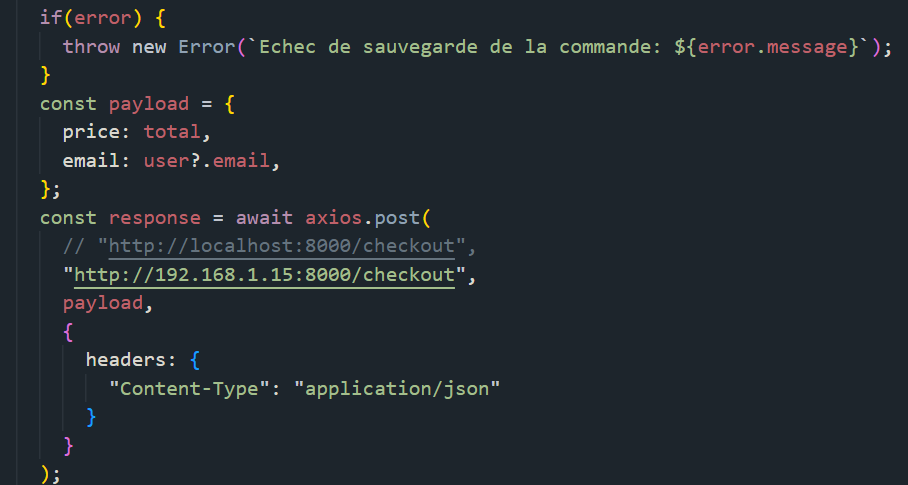 if(error) {
throw new Error(`Echec de sauvegarde de la commande: ${error.message}`);
}
const payload = {
price: total,
email: user?.email,
};
const response = await axios.post(
// "http://localhost:8000/checkout",
"http://192.168.1.15:8000/checkout",
payload,
{
headers: {
"Content-Type": "application/json"
}
}
);